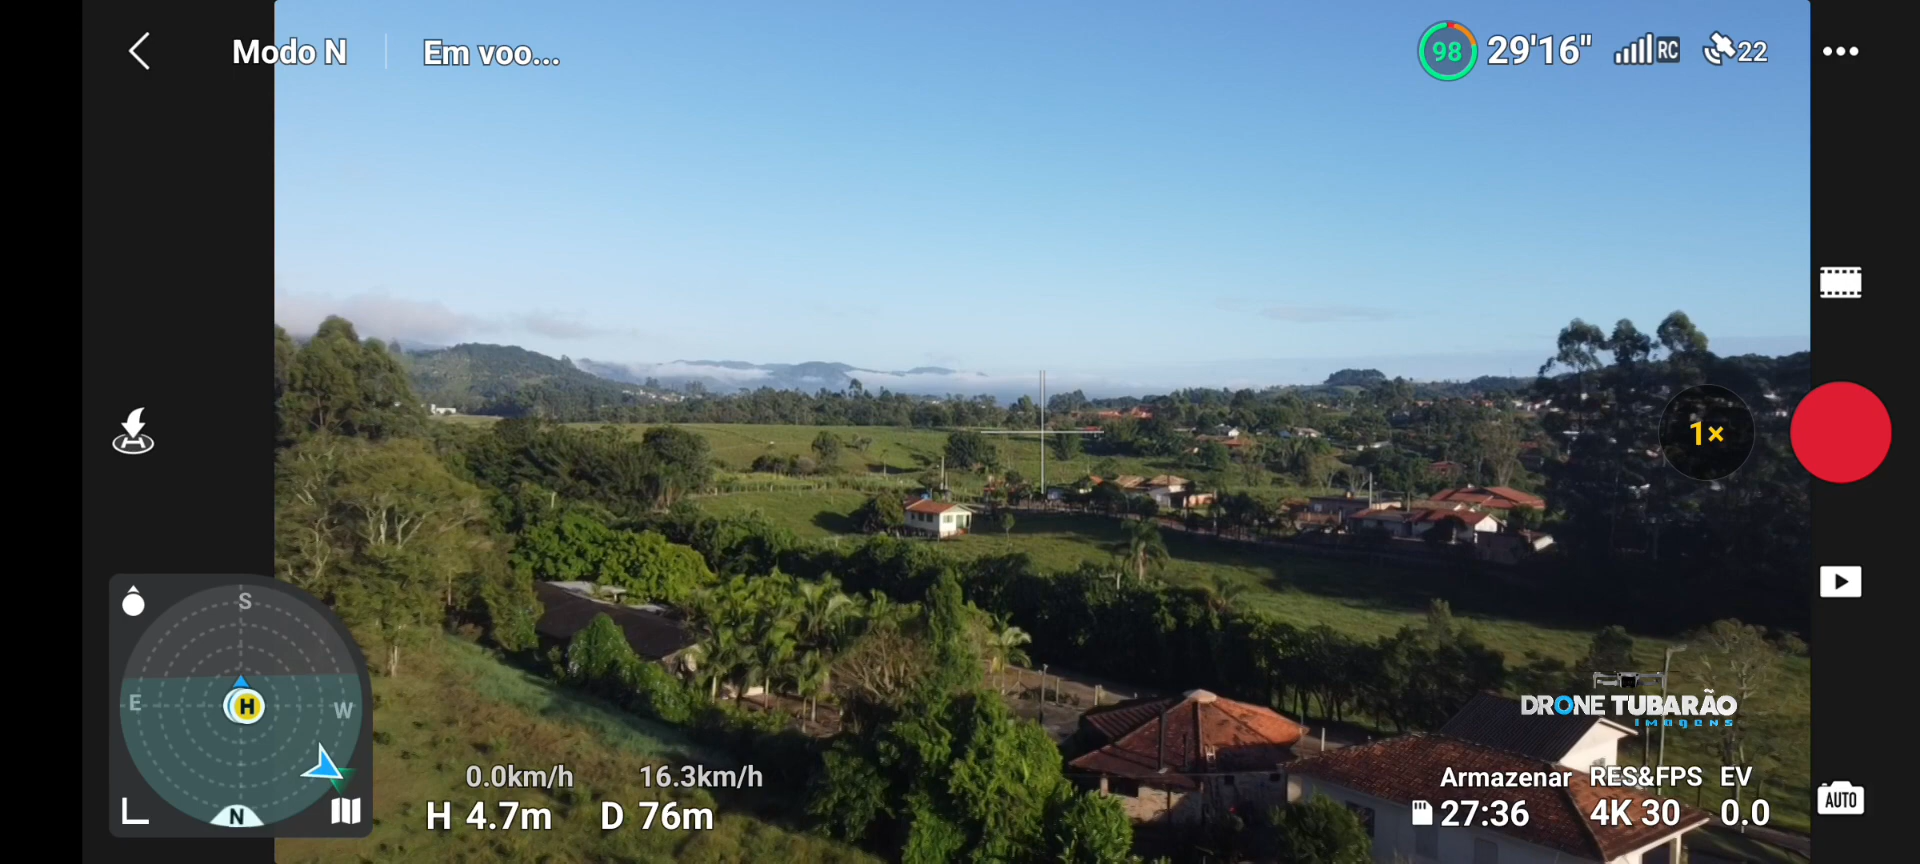 Modo N
Em voo...
98
29'16"
RC
22
1×
S
E
H
W
N
0.0km/h
16.3km/h
H 4.7m
D 76m
DRONE TUBARÃO
imagens
Armazenar
RES&FPS
EV
27:36
4K 30
0.0
AUTO